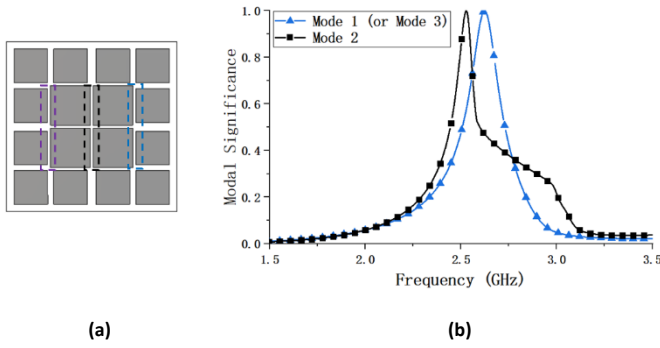 Mode 1 (or Mode 3)
Mode 2
Modal Significance
1.0
0.8
0.6
0.4
0.2
0.0
1.5 2.0 2.5 3.0 3.5
Frequency (GHz)
(a) (b)